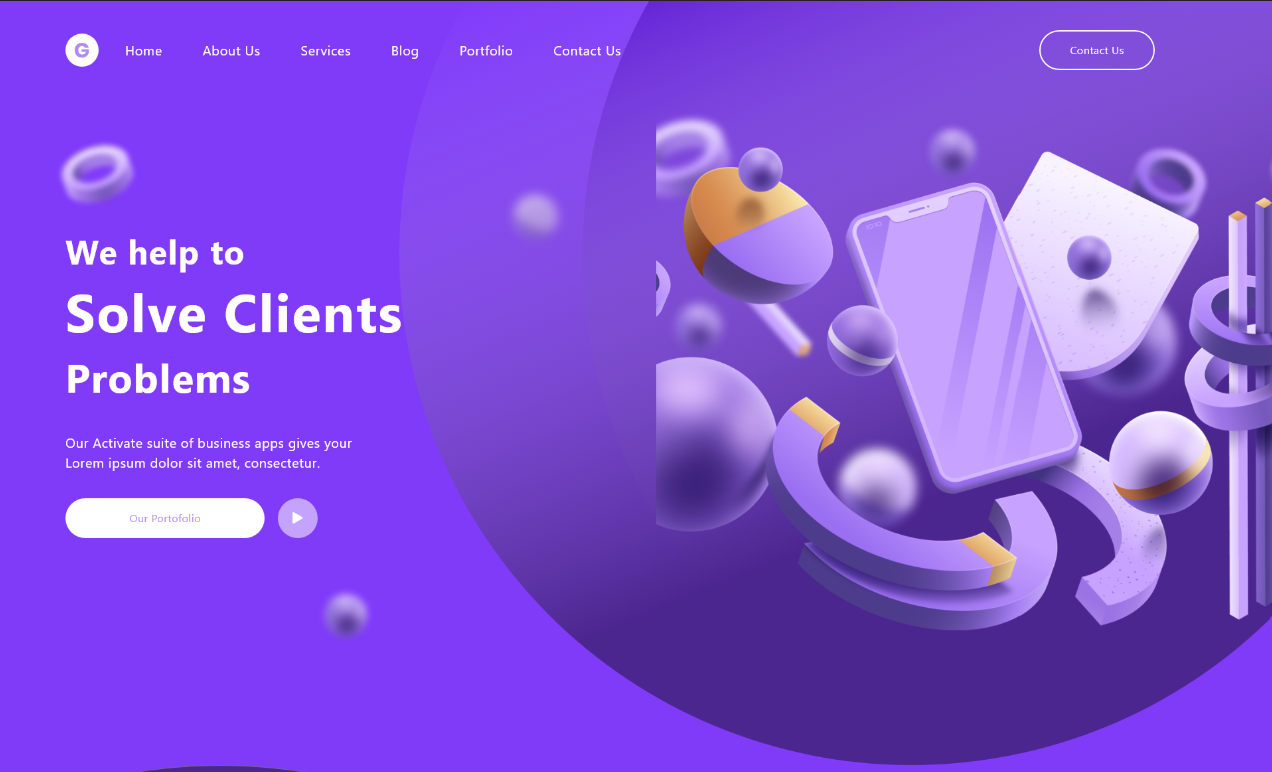 G
Home
About Us
Services
Blog
Portfolio
Contact Us
Contact Us
We help to
Solve Clients
Problems
Our Activate suite of business apps gives your
Lorem ipsum dolor sit amet, consectetur.
Our Portofolio